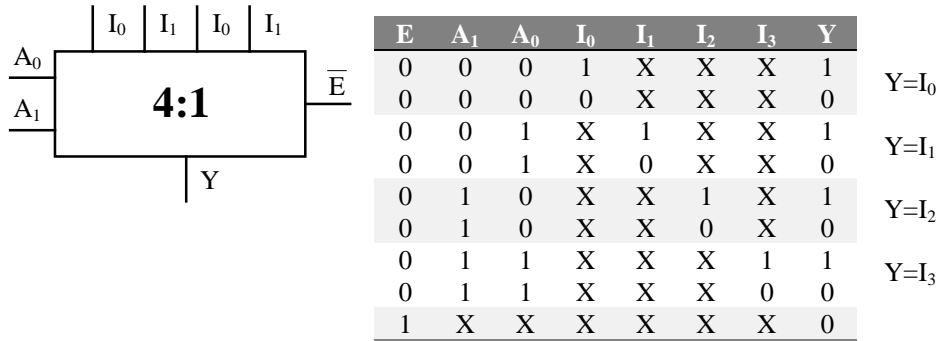 I₀ I₁ I₀ I₁
A₀
A₁
4:1
E̅
Y
E A₁ A₀ I₀ I₁ I₂ I₃ Y
0 0 0 1 X X X 1
0 0 0 0 X X X 0
Y=I₀
0 0 1 X 1 X X 1
0 0 1 X 0 X X 0
Y=I₁
0 1 0 X X 1 X 1
0 1 0 X X 0 X 0
Y=I₂
0 1 1 X X X 1 1
0 1 1 X X X 0 0
Y=I₃
1 X X X X X X 0